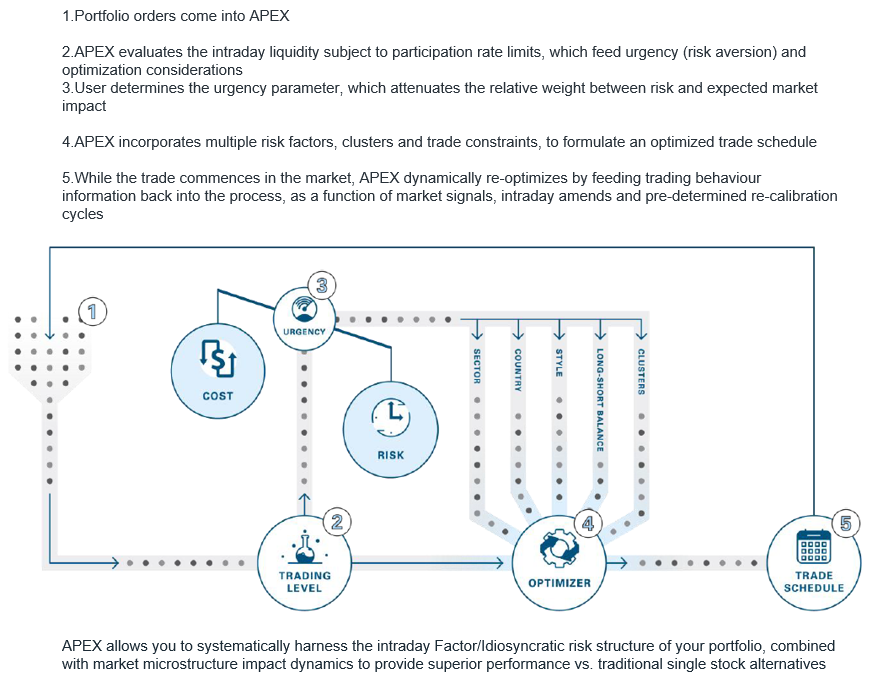 1.Portfolio orders come into APEX
2.APEX evaluates the intraday liquidity subject to participation rate limits, which feed urgency (risk aversion) and
optimization considerations
3.User determines the urgency parameter, which attenuates the relative weight between risk and expected market
impact
4.APEX incorporates multiple risk factors, clusters and trade constraints, to formulate an optimized trade schedule
5.While the trade commences in the market, APEX dynamically re-optimizes by feeding trading behaviour
information back into the process, as a function of market signals, intraday amends and pre-determined re-calibration
cycles
1
3
URGENCY
$
COST
RISK
SECTOR
COUNTRY
STYLE
LONG-SHORT BALANCE
CLUSTERS
2
TRADING
LEVEL
4
OPTIMIZER
5
TRADE
SCHEDULE
APEX allows you to systematically harness the intraday Factor/Idiosyncratic risk structure of your portfolio, combined
with market microstructure impact dynamics to provide superior performance vs. traditional single stock alternatives